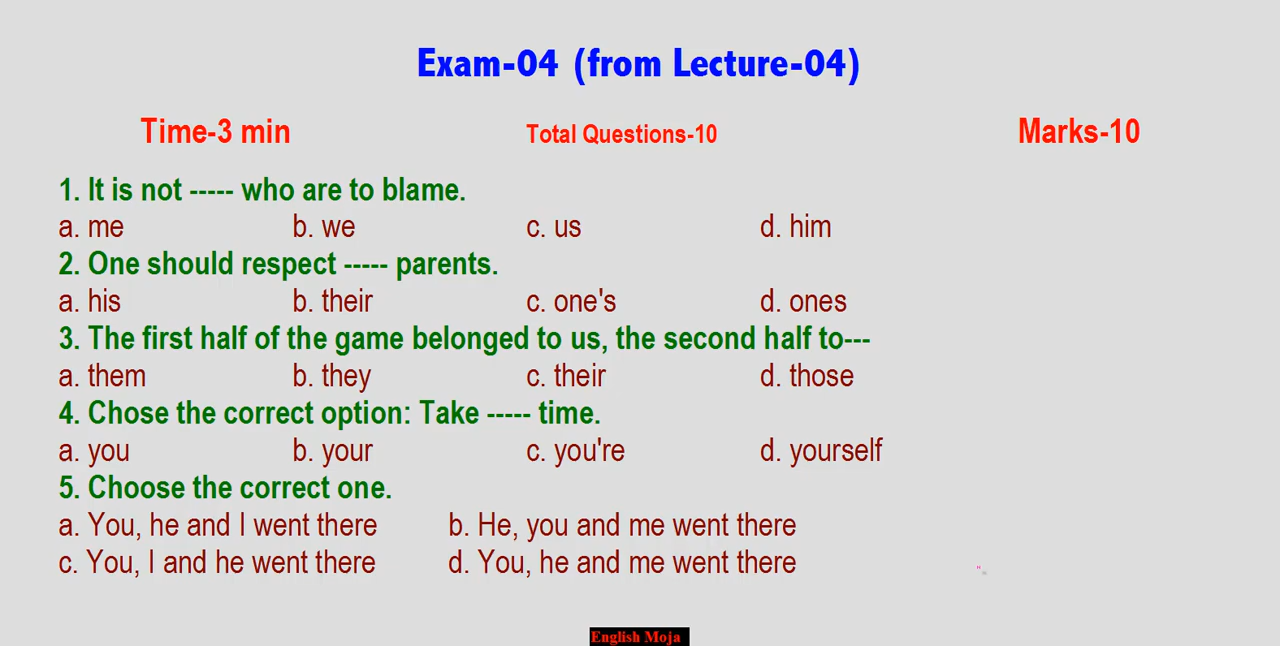 Exam-04 (from Lecture-04)
Time-3 min Total Questions-10 Marks-10
1. It is not ----- who are to blame.
a. me b. we c. us d. him
2. One should respect ----- parents.
a. his b. their c. one's d. ones
3. The first half of the game belonged to us, the second half to---
a. them b. they c. their d. those
4. Chose the correct option: Take ----- time.
a. you b. your c. you're d. yourself
5. Choose the correct one.
a. You, he and I went there b. He, you and me went there
c. You, I and he went there d. You, he and me went there
English Moja